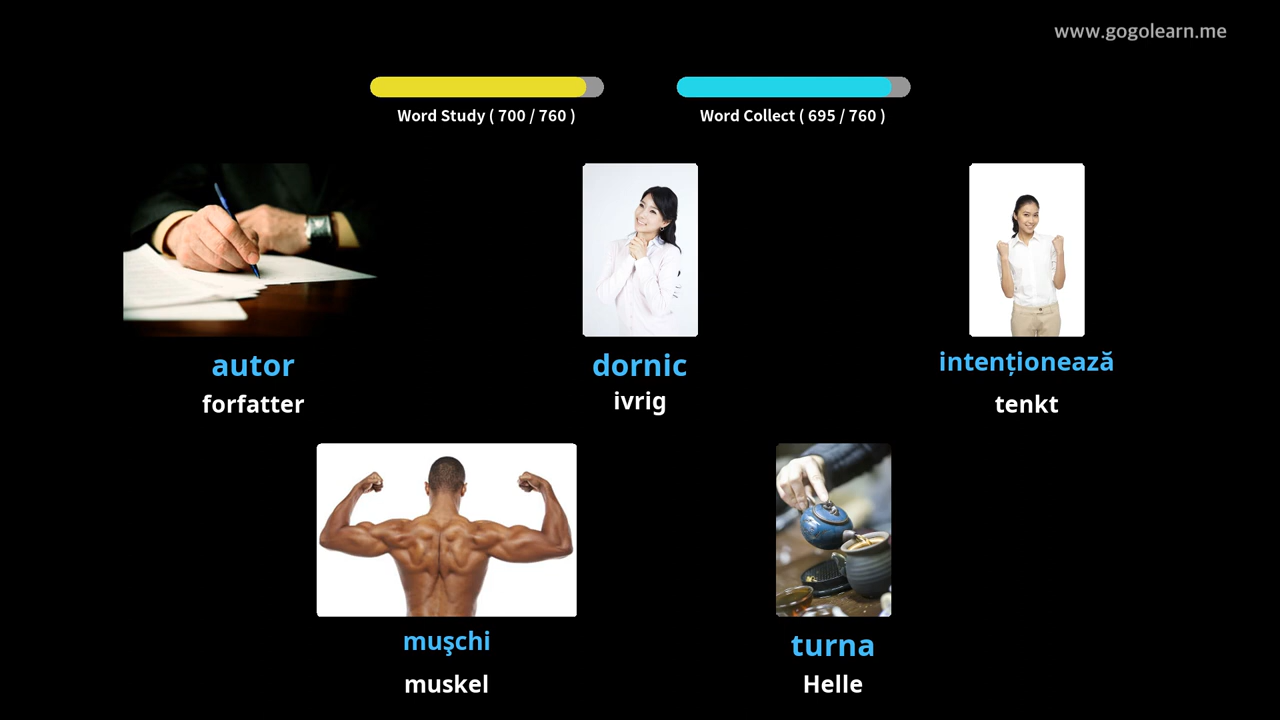 www.gogolearn.me
Word Study ( 700 / 760 )
Word Collect ( 695 / 760 )
autor
forfatter
dornic
ivrig
intenționează
tenkt
muşchi
muskel
turna
Helle